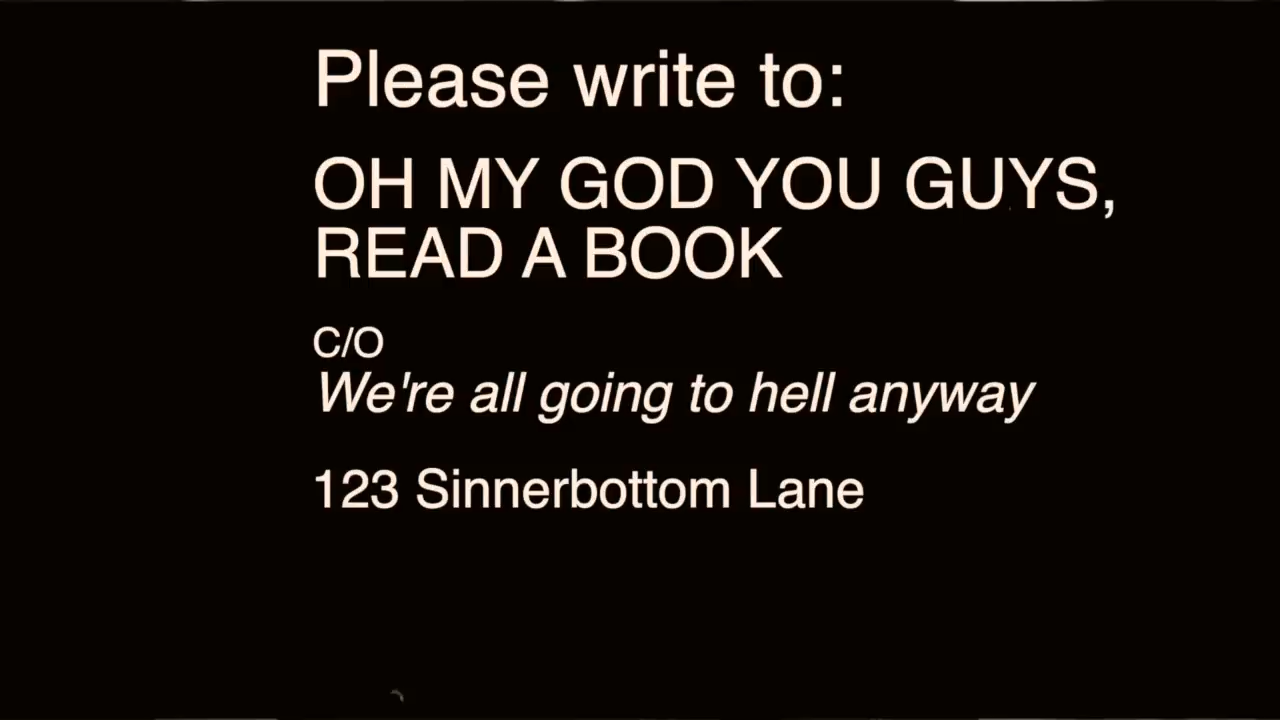 Please write to:
OH MY GOD YOU GUYS,
READ A BOOK
C/O
We're all going to hell anyway
123 Sinnerbottom Lane